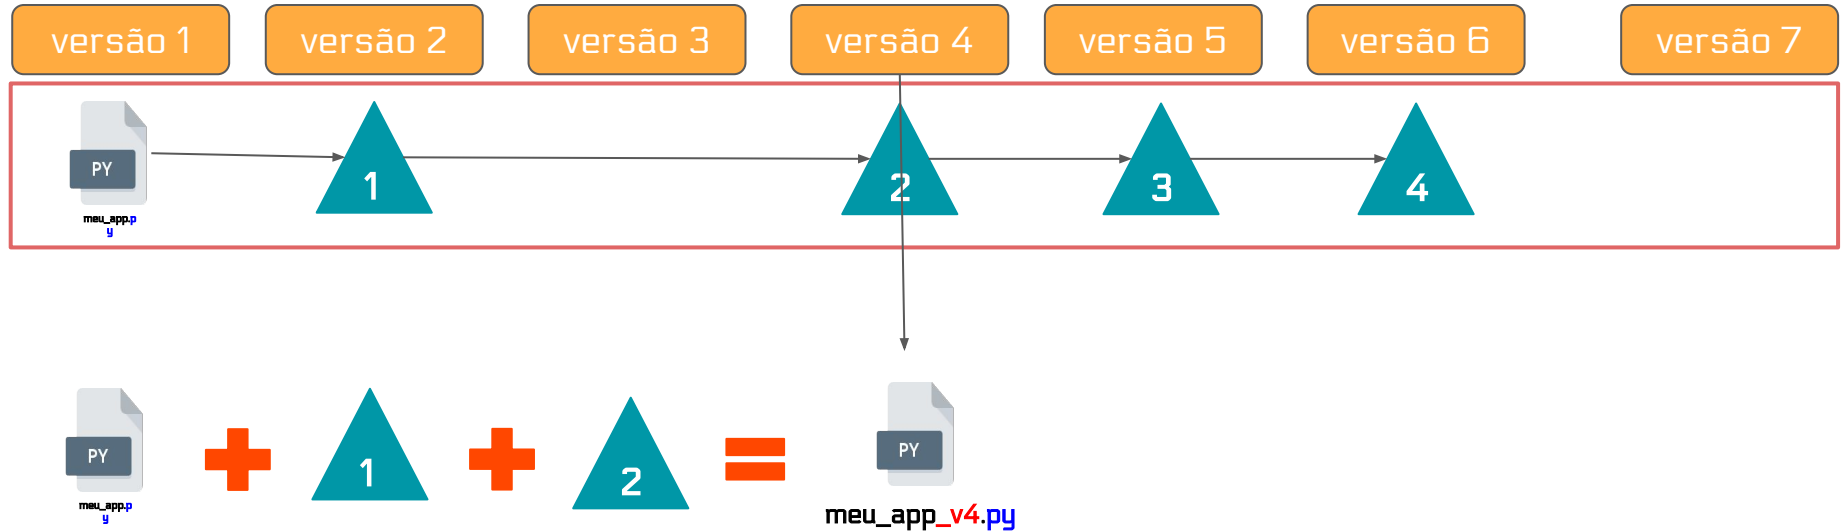 versão 1
versão 2
versão 3
versão 4
versão 5
versão 6
versão 7
PY
meu_app.p
y
1
2
3
4
PY
meu_app.p
y
1
2
PY
meu_app_v4.py